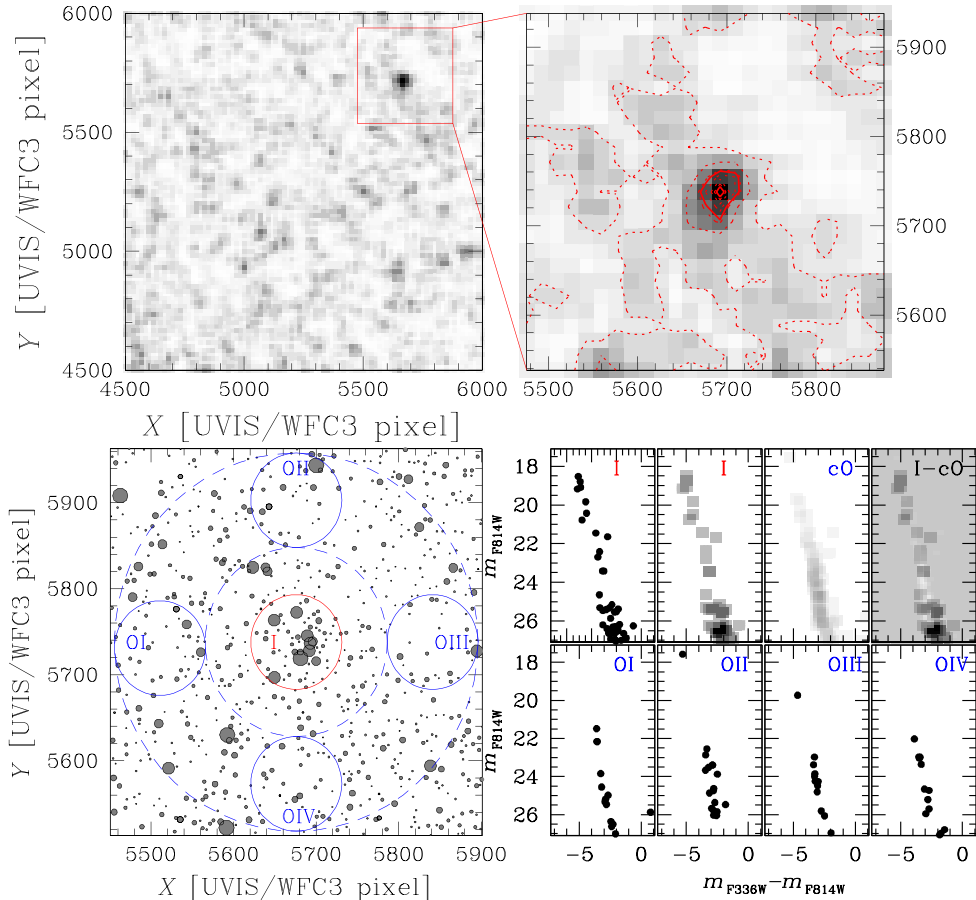 6000
5500
5000
4500
Y [UVIS/WFC3 pixel]
4500 5000 5500 6000
X [UVIS/WFC3 pixel]
5900
5800
5700
5600
5500 5600 5700 5800
5900
5800
5700
5600
Y [UVIS/WFC3 pixel]
OII
OI
I
OIII
OIV
5500 5600 5700 5800 5900
X [UVIS/WFC3 pixel]
I I cO I-cO
18
20
22
24
26
m F814W
OI OII OIII OIV
18
20
22
24
26
m F814W
-5 0 -5 0 -5 0 -5 0
m F336W - m F814W